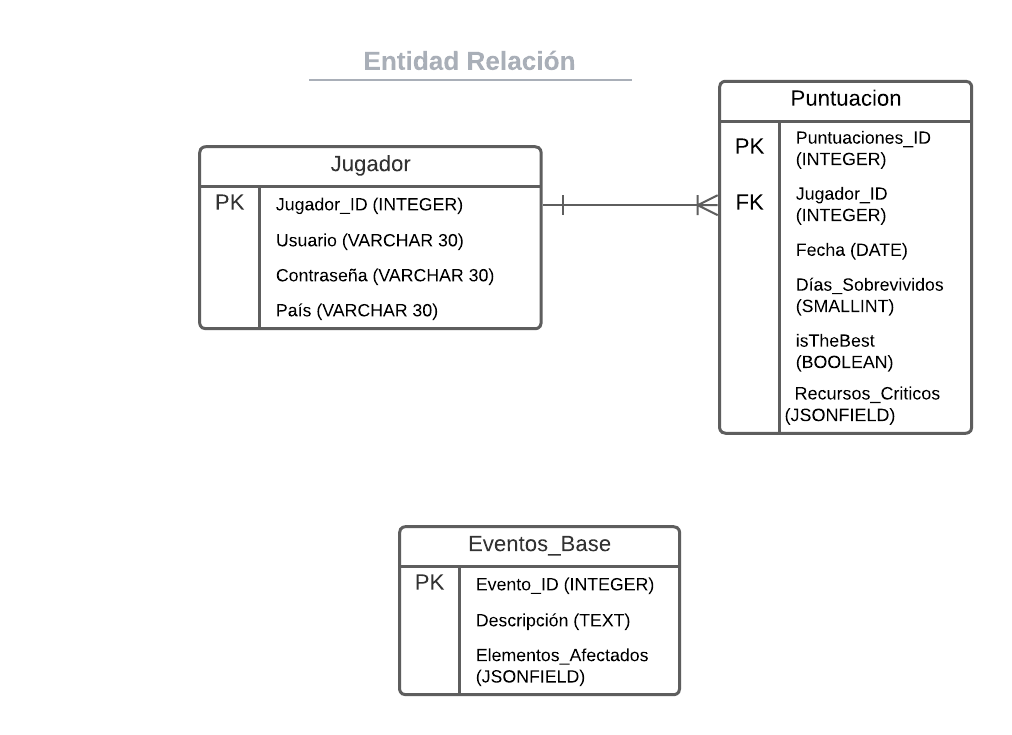 Entidad Relación
Jugador
PK
Jugador_ID (INTEGER)
Usuario (VARCHAR 30)
Contraseña (VARCHAR 30)
País (VARCHAR 30)
Puntuacion
PK
Puntuaciones_ID
(INTEGER)
FK
Jugador_ID
(INTEGER)
Fecha (DATE)
Días_Sobrevividos
(SMALLINT)
isTheBest
(BOOLEAN)
Recursos_Criticos
(JSONFIELD)
Eventos_Base
PK
Evento_ID (INTEGER)
Descripción (TEXT)
Elementos_Afectados
(JSONFIELD)